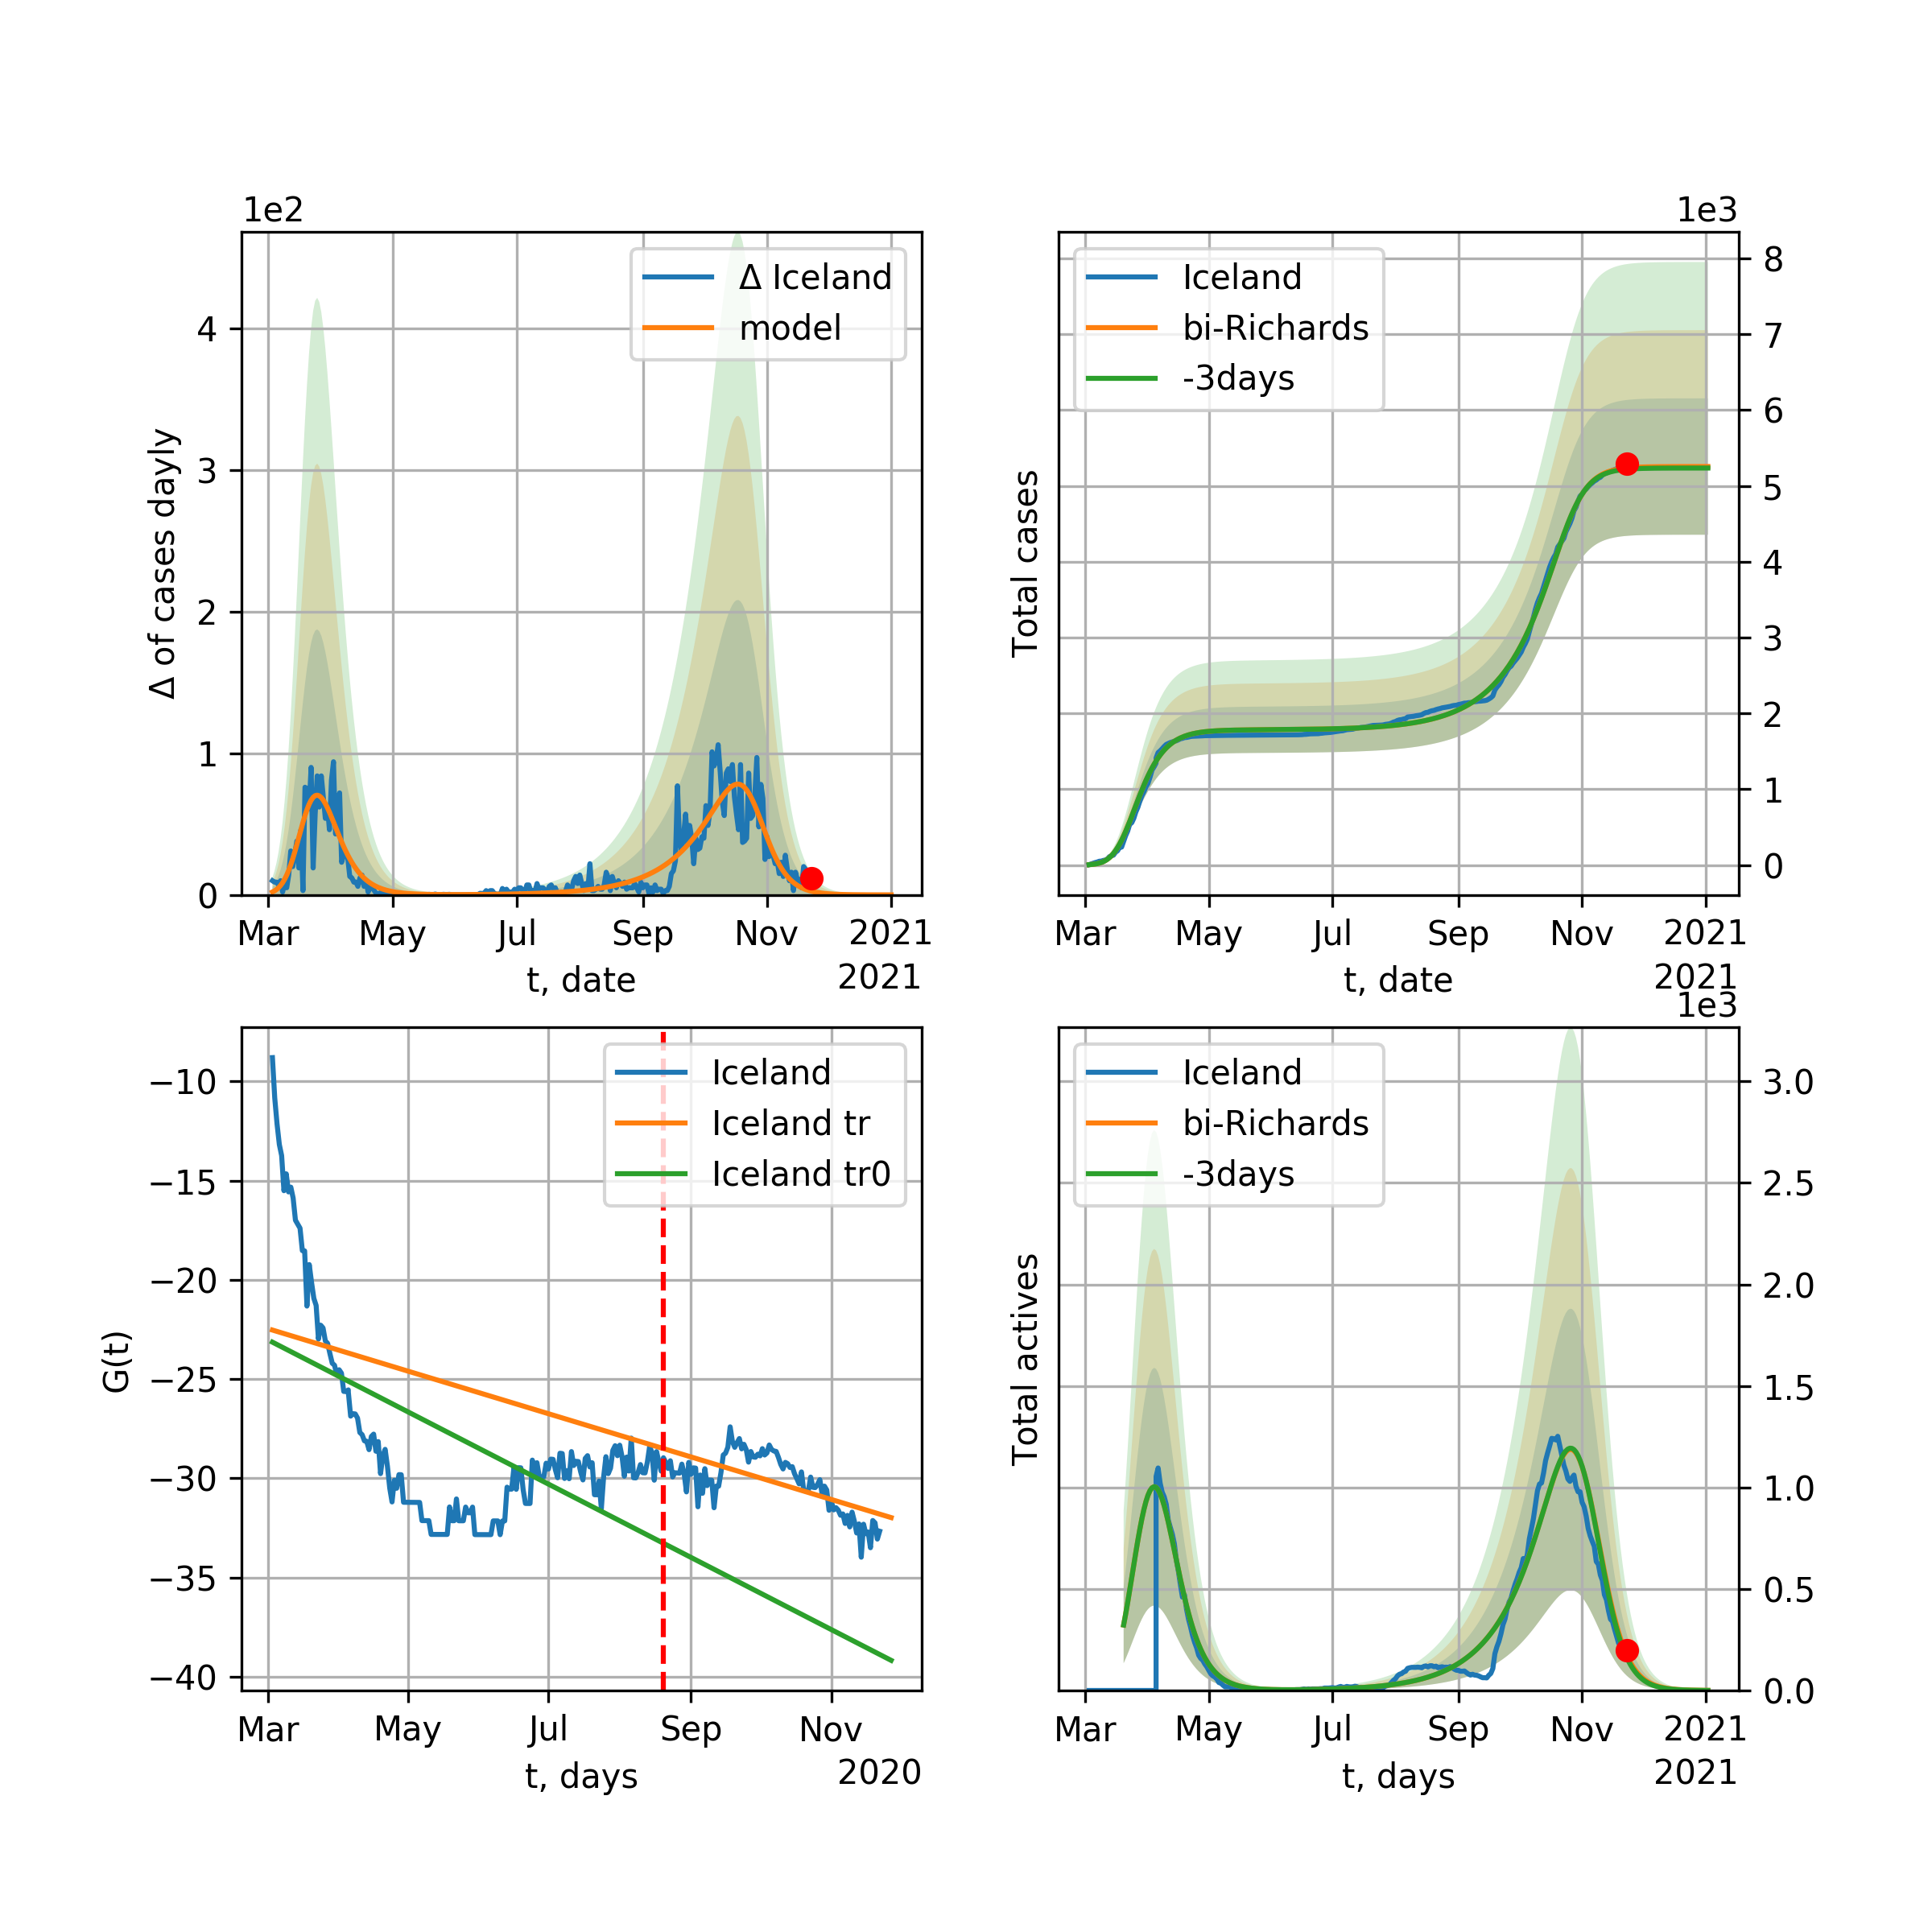 1e2
Δ Iceland
model
4
3
2
1
0
Δ of cases dayly
Mar May Jul Sep Nov 2021
t, date
2021
1e3
Iceland
bi-Richards
-3days
8
7
6
5
4
3
2
1
0
Total cases
Mar May Jul Sep Nov 2021
t, date
2021
Iceland
Iceland tr
Iceland tr0
−10
−15
−20
−25
−30
−35
−40
G(t)
Mar May Jul Sep Nov
t, days
2020
1e3
Iceland
bi-Richards
-3days
3.0
2.5
2.0
1.5
1.0
0.5
0.0
Total actives
Mar May Jul Sep Nov 2021
t, days
2021